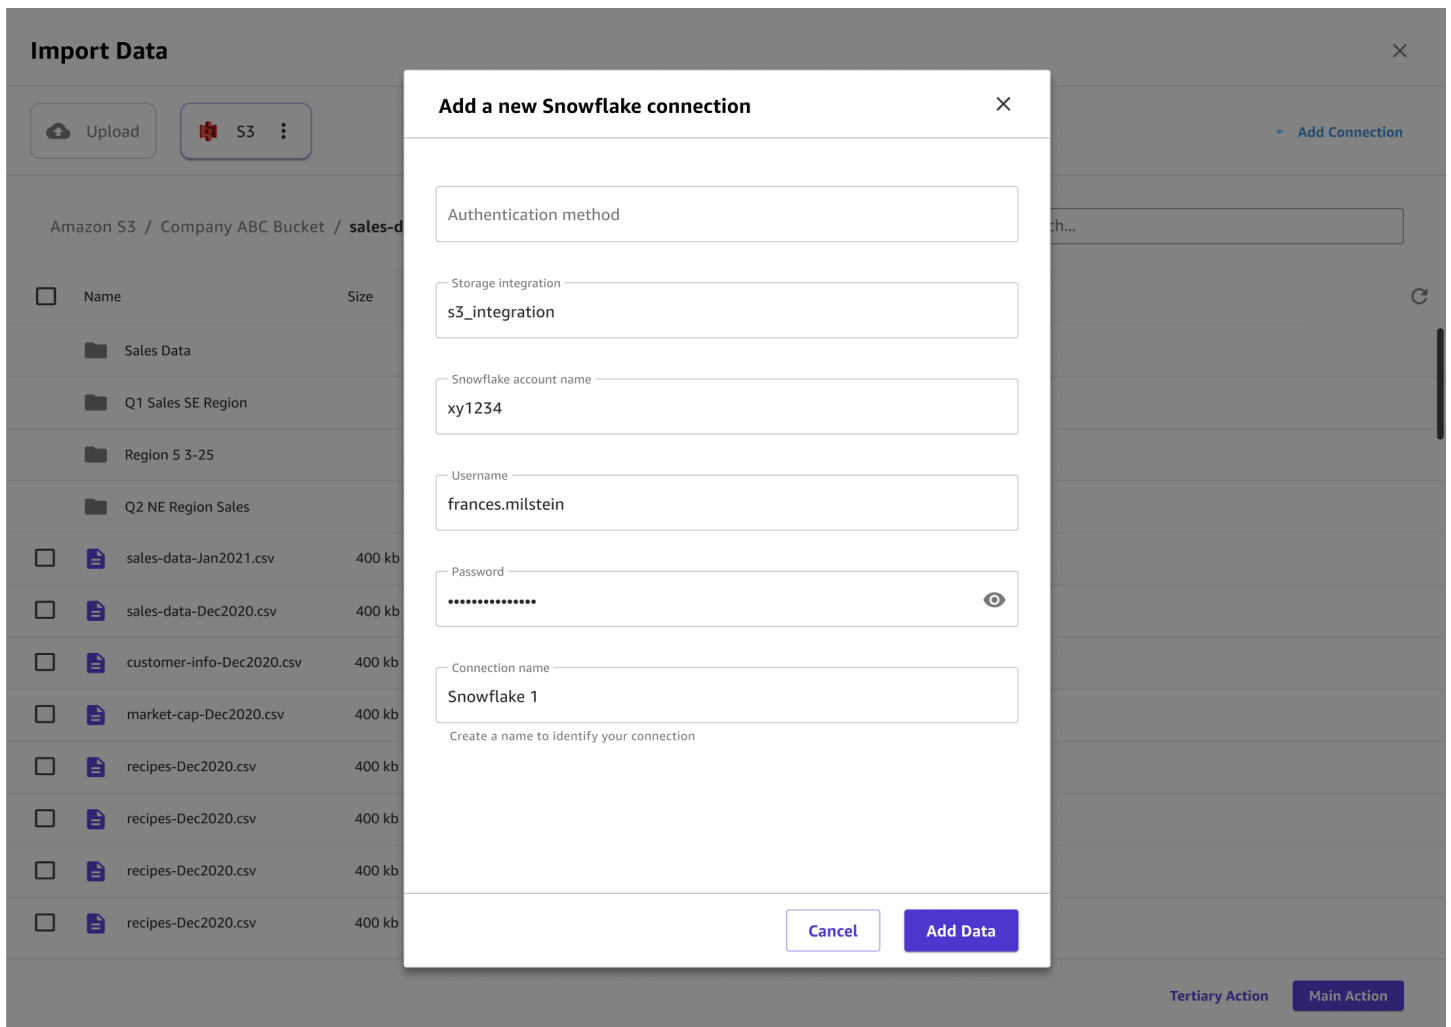 Import Data
Upload
S3
Add Connection
Amazon S3 / Company ABC Bucket / sales-d
ch...
Name Size
Sales Data
Q1 Sales SE Region
Region 5 3-25
Q2 NE Region Sales
sales-data-Jan2021.csv 400 kb
sales-data-Dec2020.csv 400 kb
customer-info-Dec2020.csv 400 kb
market-cap-Dec2020.csv 400 kb
recipes-Dec2020.csv 400 kb
recipes-Dec2020.csv 400 kb
recipes-Dec2020.csv 400 kb
recipes-Dec2020.csv 400 kb
Add a new Snowflake connection
Authentication method
Storage integration
s3_integration
Snowflake account name
xy1234
Username
frances.milstein
Password
•••••••••••••••
Connection name
Snowflake 1
Create a name to identify your connection
Cancel
Add Data
Tertiary Action
Main Action